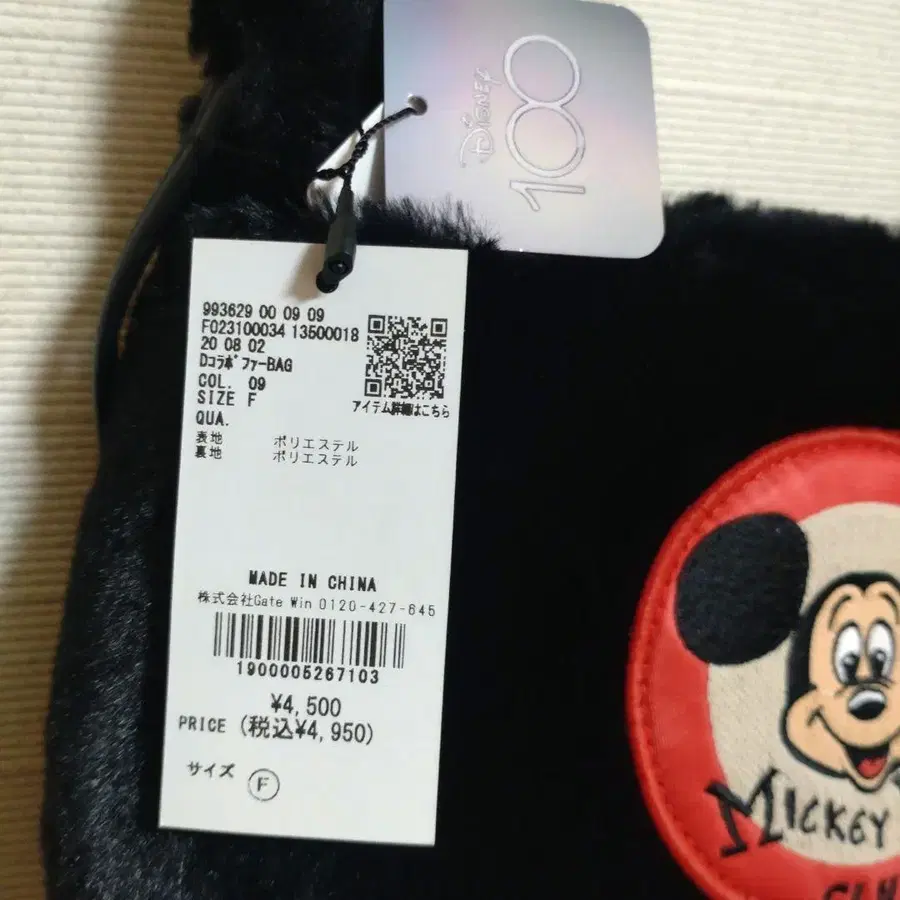 Disney
100
993629 00 09 09
F023100034 13500018
20 08 02
Dｺﾗﾎﾞ ﾌｧｰBAG
COL. 09
SIZE F
QUA.
アイテム詳細はこちら
表地 ポリエステル
裏地 ポリエステル
MADE IN CHINA
株式会社Gate Win 0120-427-645
1900005267103
¥4,500
PRICE (税込¥4,950)
サイズ F
MICKEY